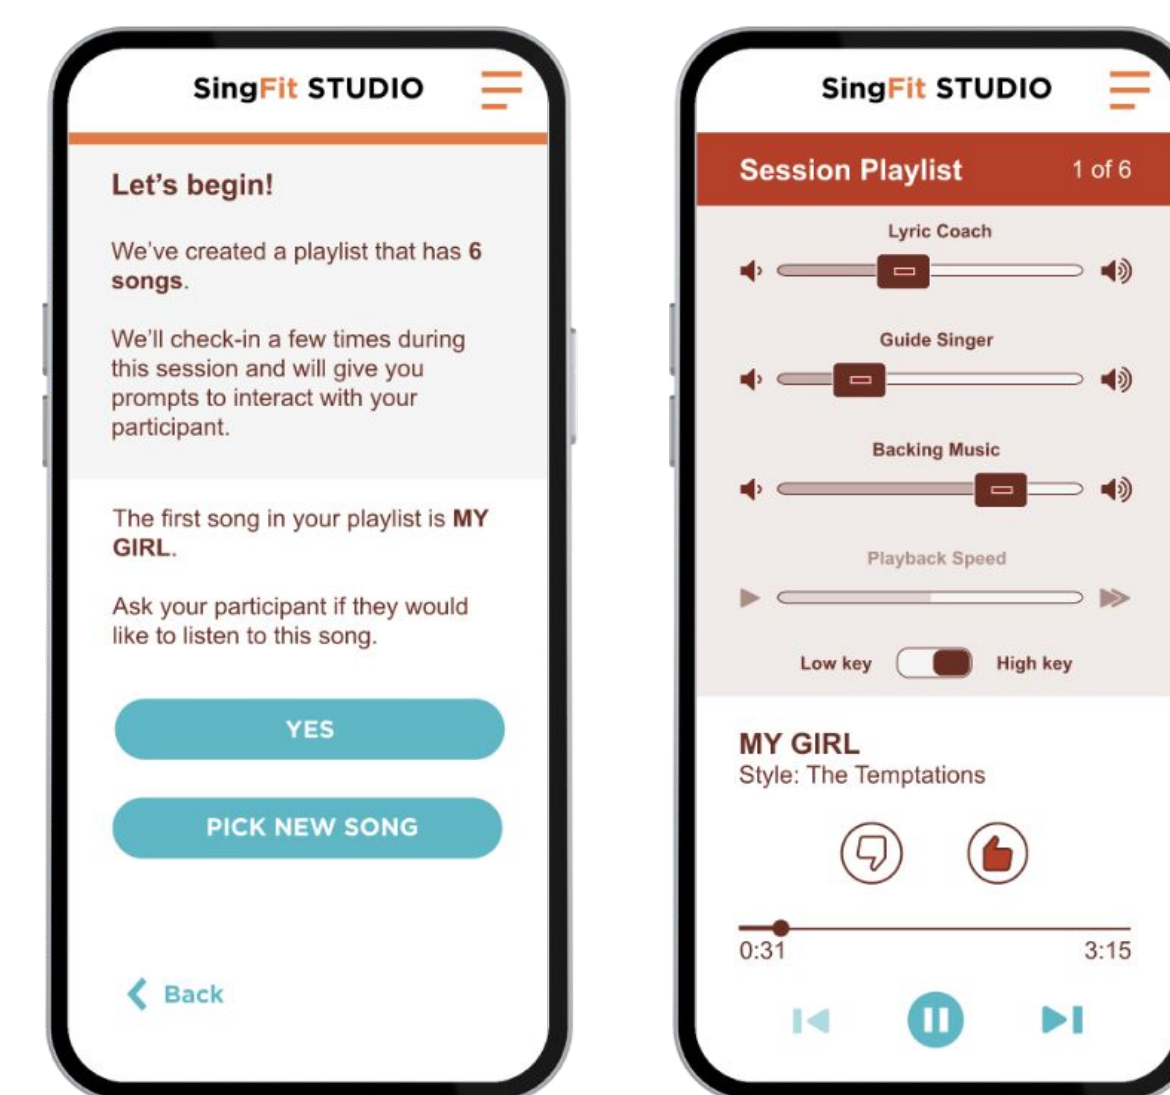 SingFit STUDIO
Let's begin!
We've created a playlist that has 6
songs.
We'll check-in a few times during
this session and will give you
prompts to interact with your
participant.
The first song in your playlist is MY
GIRL.
Ask your participant if they would
like to listen to this song.
YES
PICK NEW SONG
Back
SingFit STUDIO
Session Playlist 1 of 6
Lyric Coach
Guide Singer
Backing Music
Playback Speed
Low key High key
MY GIRL
Style: The Temptations
0:31 3:15